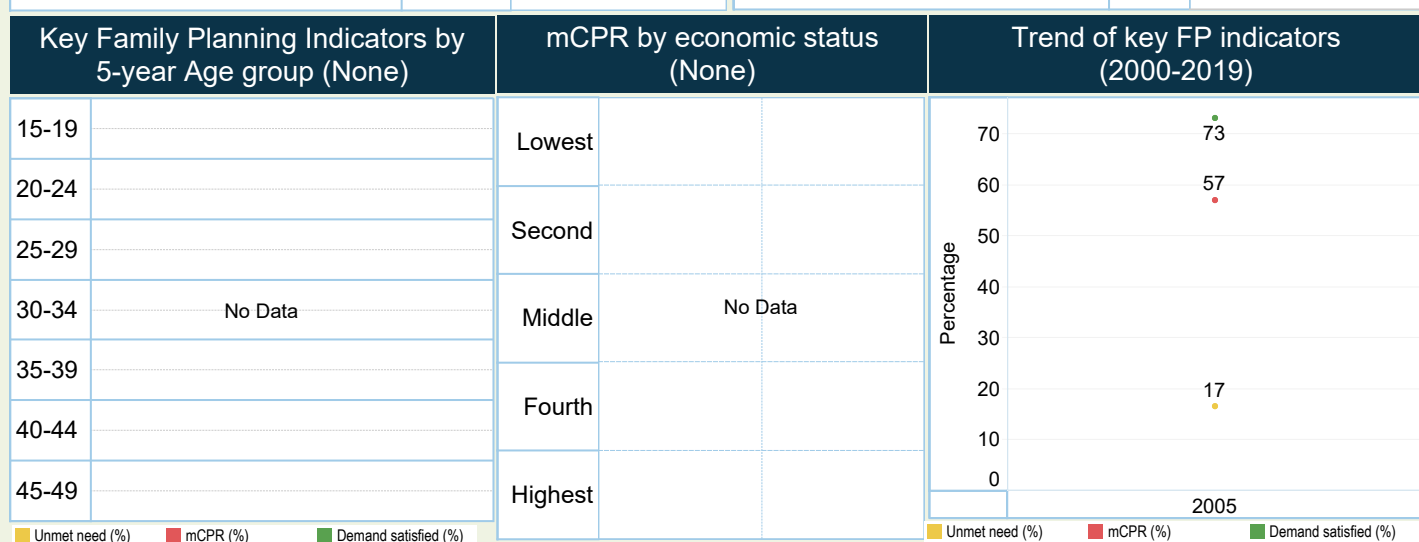 Key Family Planning Indicators by
5-year Age group (None)
15-19
20-24
25-29
30-34
35-39
40-44
45-49
No Data
Unmet need (%)
mCPR (%)
Demand satisfied (%)
mCPR by economic status
(None)
Lowest
Second
Middle
Fourth
Highest
No Data
Trend of key FP indicators
(2000-2019)
Percentage
70
60
50
40
30
20
10
0
73
57
17
2005
Unmet need (%)
mCPR (%)
Demand satisfied (%)